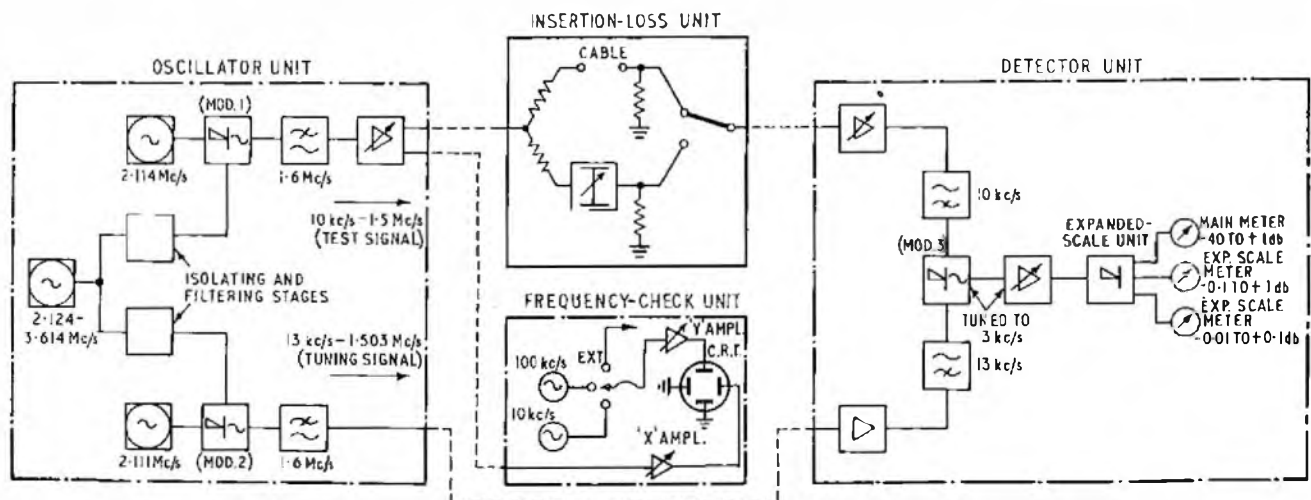 INSERTION-LOSS UNIT
CABLE
OSCILLATOR UNIT
(MOD.1)
2·114 Mc/s
1·6 Mc/s
10 kc/s-1·5 Mc/s
(TEST SIGNAL)
ISOLATING AND
FILTERING STAGES
2·124-
3·614 Mc/s
13 kc/s-1·503 Mc/s
(TUNING SIGNAL)
2·111 Mc/s
(MOD.2)
1·6 Mc/s
FREQUENCY-CHECK UNIT
EXT.
100 kc/s
10 kc/s
'Y' AMPL.
C.R.T.
'X' AMPL.
DETECTOR UNIT
10 kc/s
(MOD.3)
EXPANDED-
SCALE UNIT
TUNED TO
3 kc/s
13 kc/s
MAIN METER
-40 TO +1db
EXP. SCALE
METER
-0·1 TO +1db
EXP. SCALE
METER
-0·01 TO +0·1db